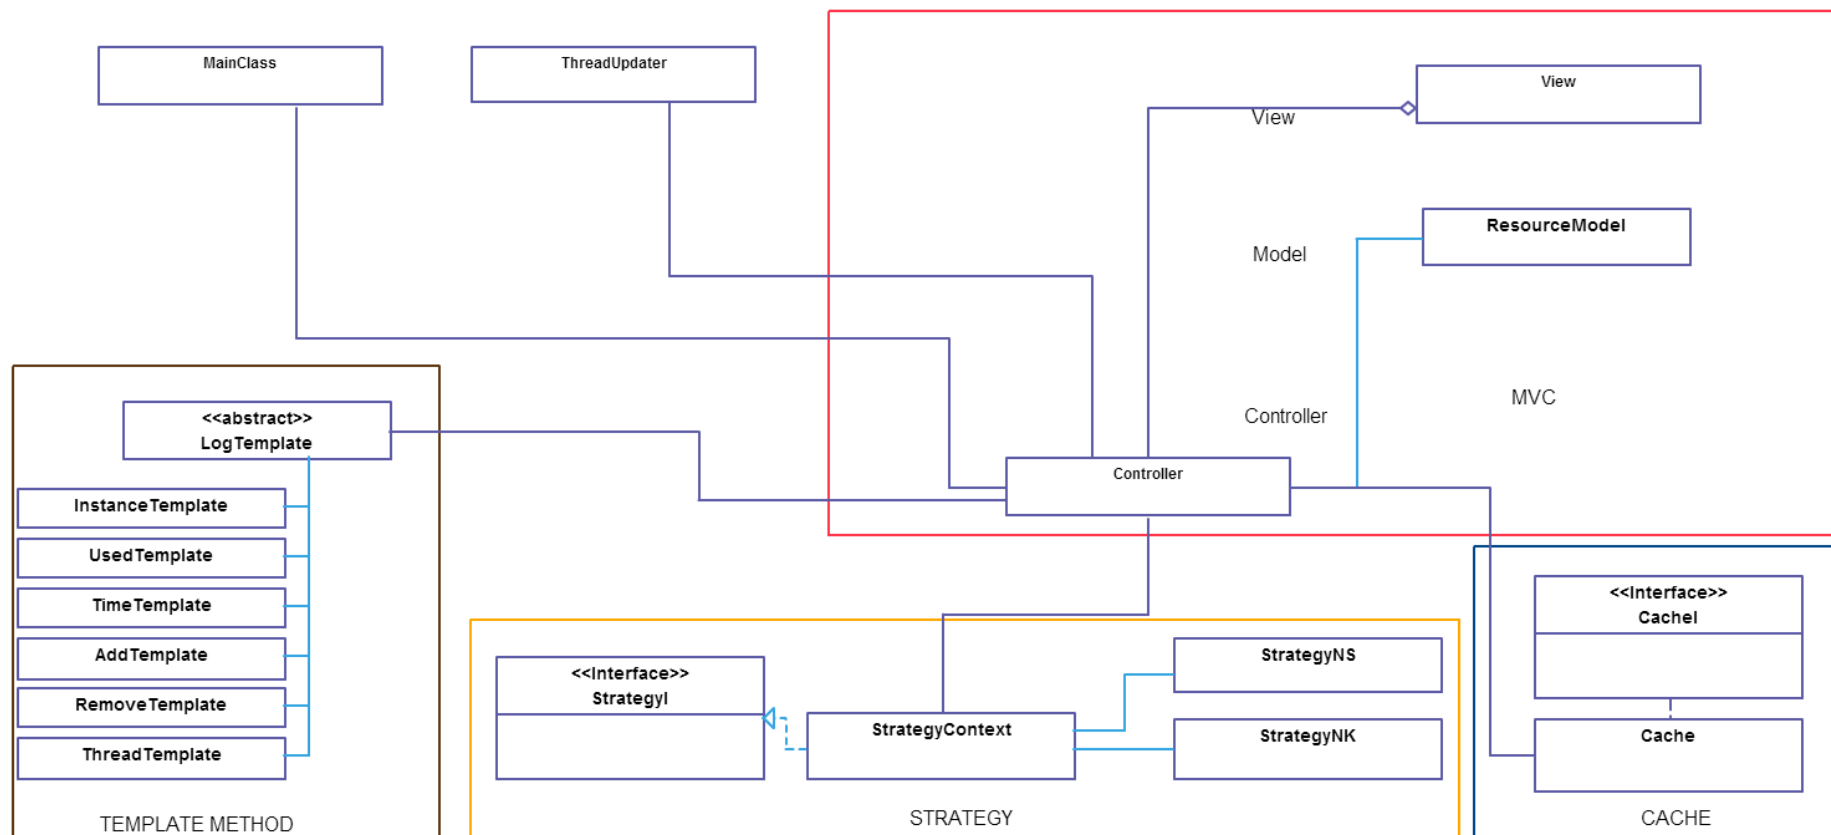 MainClass
ThreadUpdater
View
View
ResourceModel
Model
MVC
Controller
Controller
<<abstract>>
LogTemplate
InstanceTemplate
UsedTemplate
TimeTemplate
AddTemplate
RemoveTemplate
ThreadTemplate
TEMPLATE METHOD
<<Interface>>
StrategyI
StrategyContext
StrategyNS
StrategyNK
STRATEGY
<<Interface>>
CacheI
Cache
CACHE